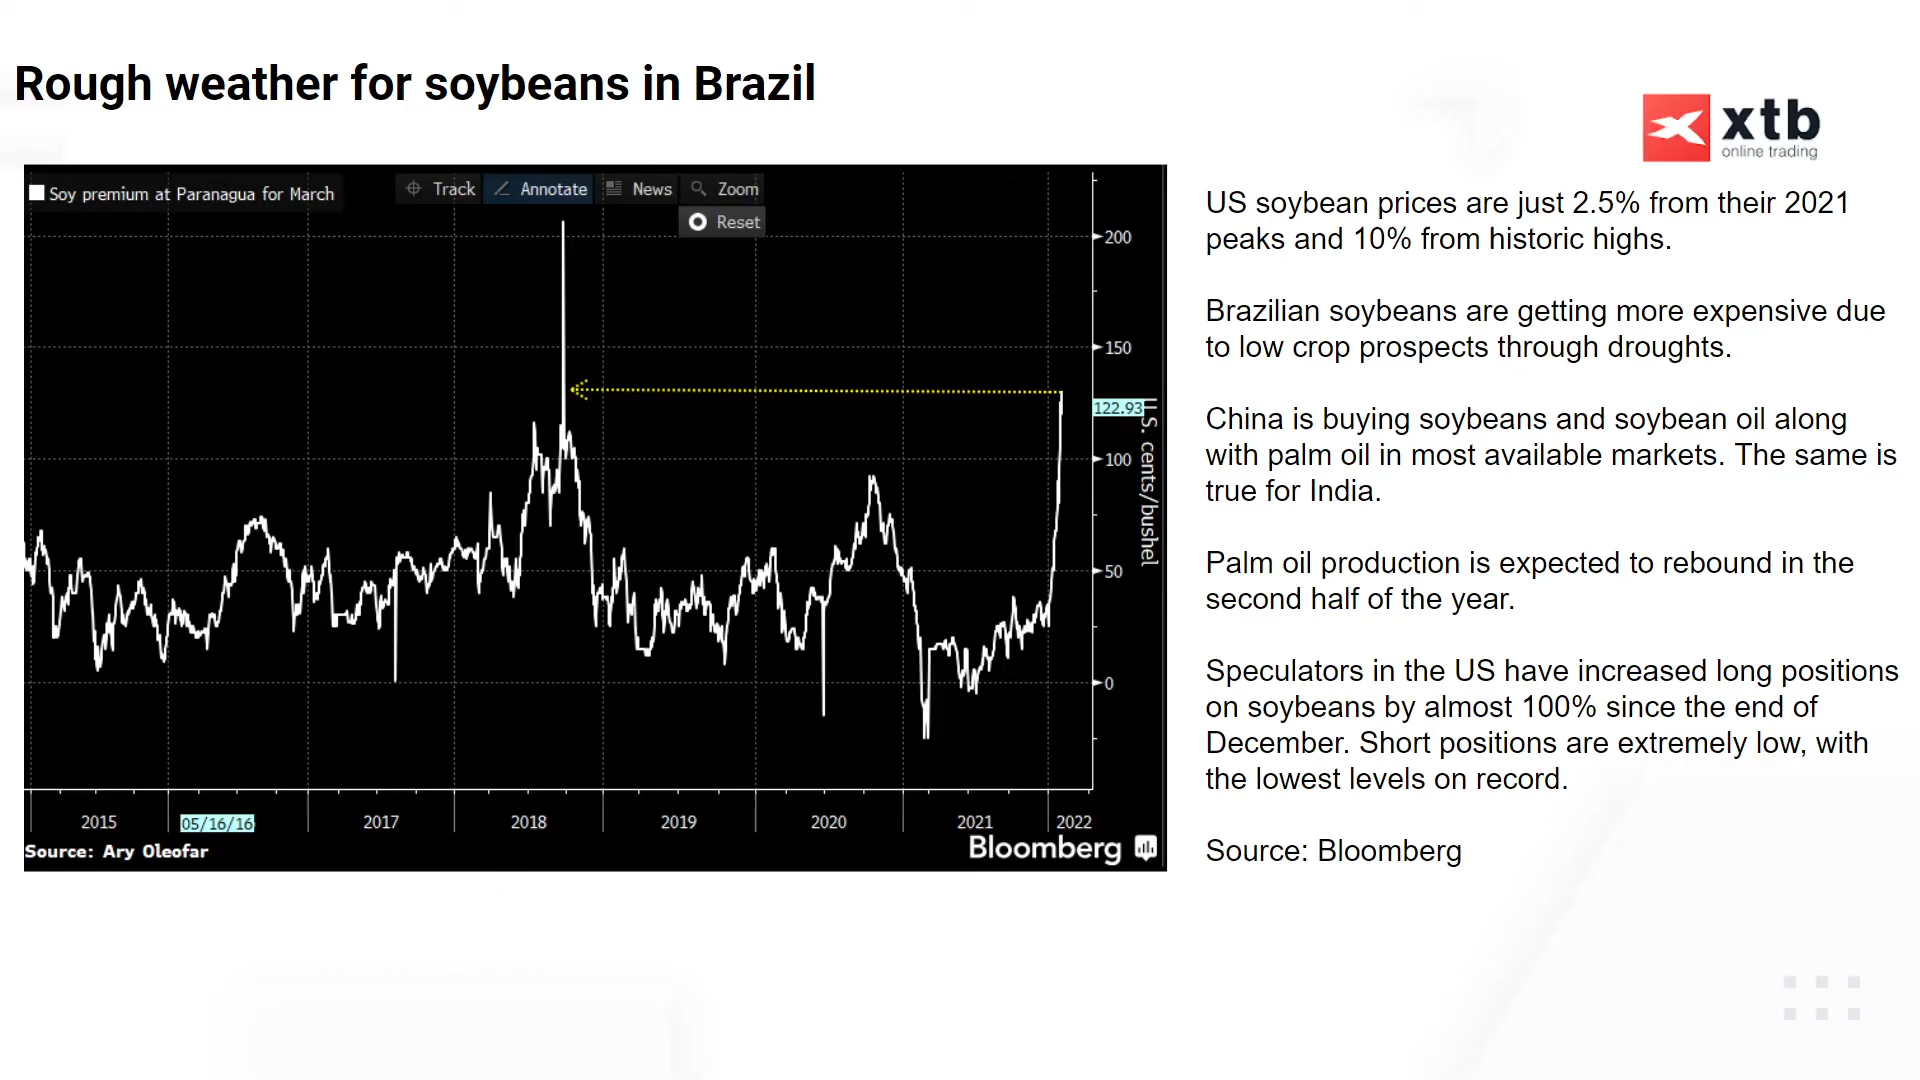 Rough weather for soybeans in Brazil
xtb
online trading
Soy premium at Paranagua for March
Track
Annotate
News
Zoom
Reset
200
150
122.93
100
50
0
U.S. cents/bushel
2015
05/16/16
2017
2018
2019
2020
2021
2022
Source: Ary Oleofar
Bloomberg
US soybean prices are just 2.5% from their 2021
peaks and 10% from historic highs.
Brazilian soybeans are getting more expensive due
to low crop prospects through droughts.
China is buying soybeans and soybean oil along
with palm oil in most available markets. The same is
true for India.
Palm oil production is expected to rebound in the
second half of the year.
Speculators in the US have increased long positions
on soybeans by almost 100% since the end of
December. Short positions are extremely low, with
the lowest levels on record.
Source: Bloomberg